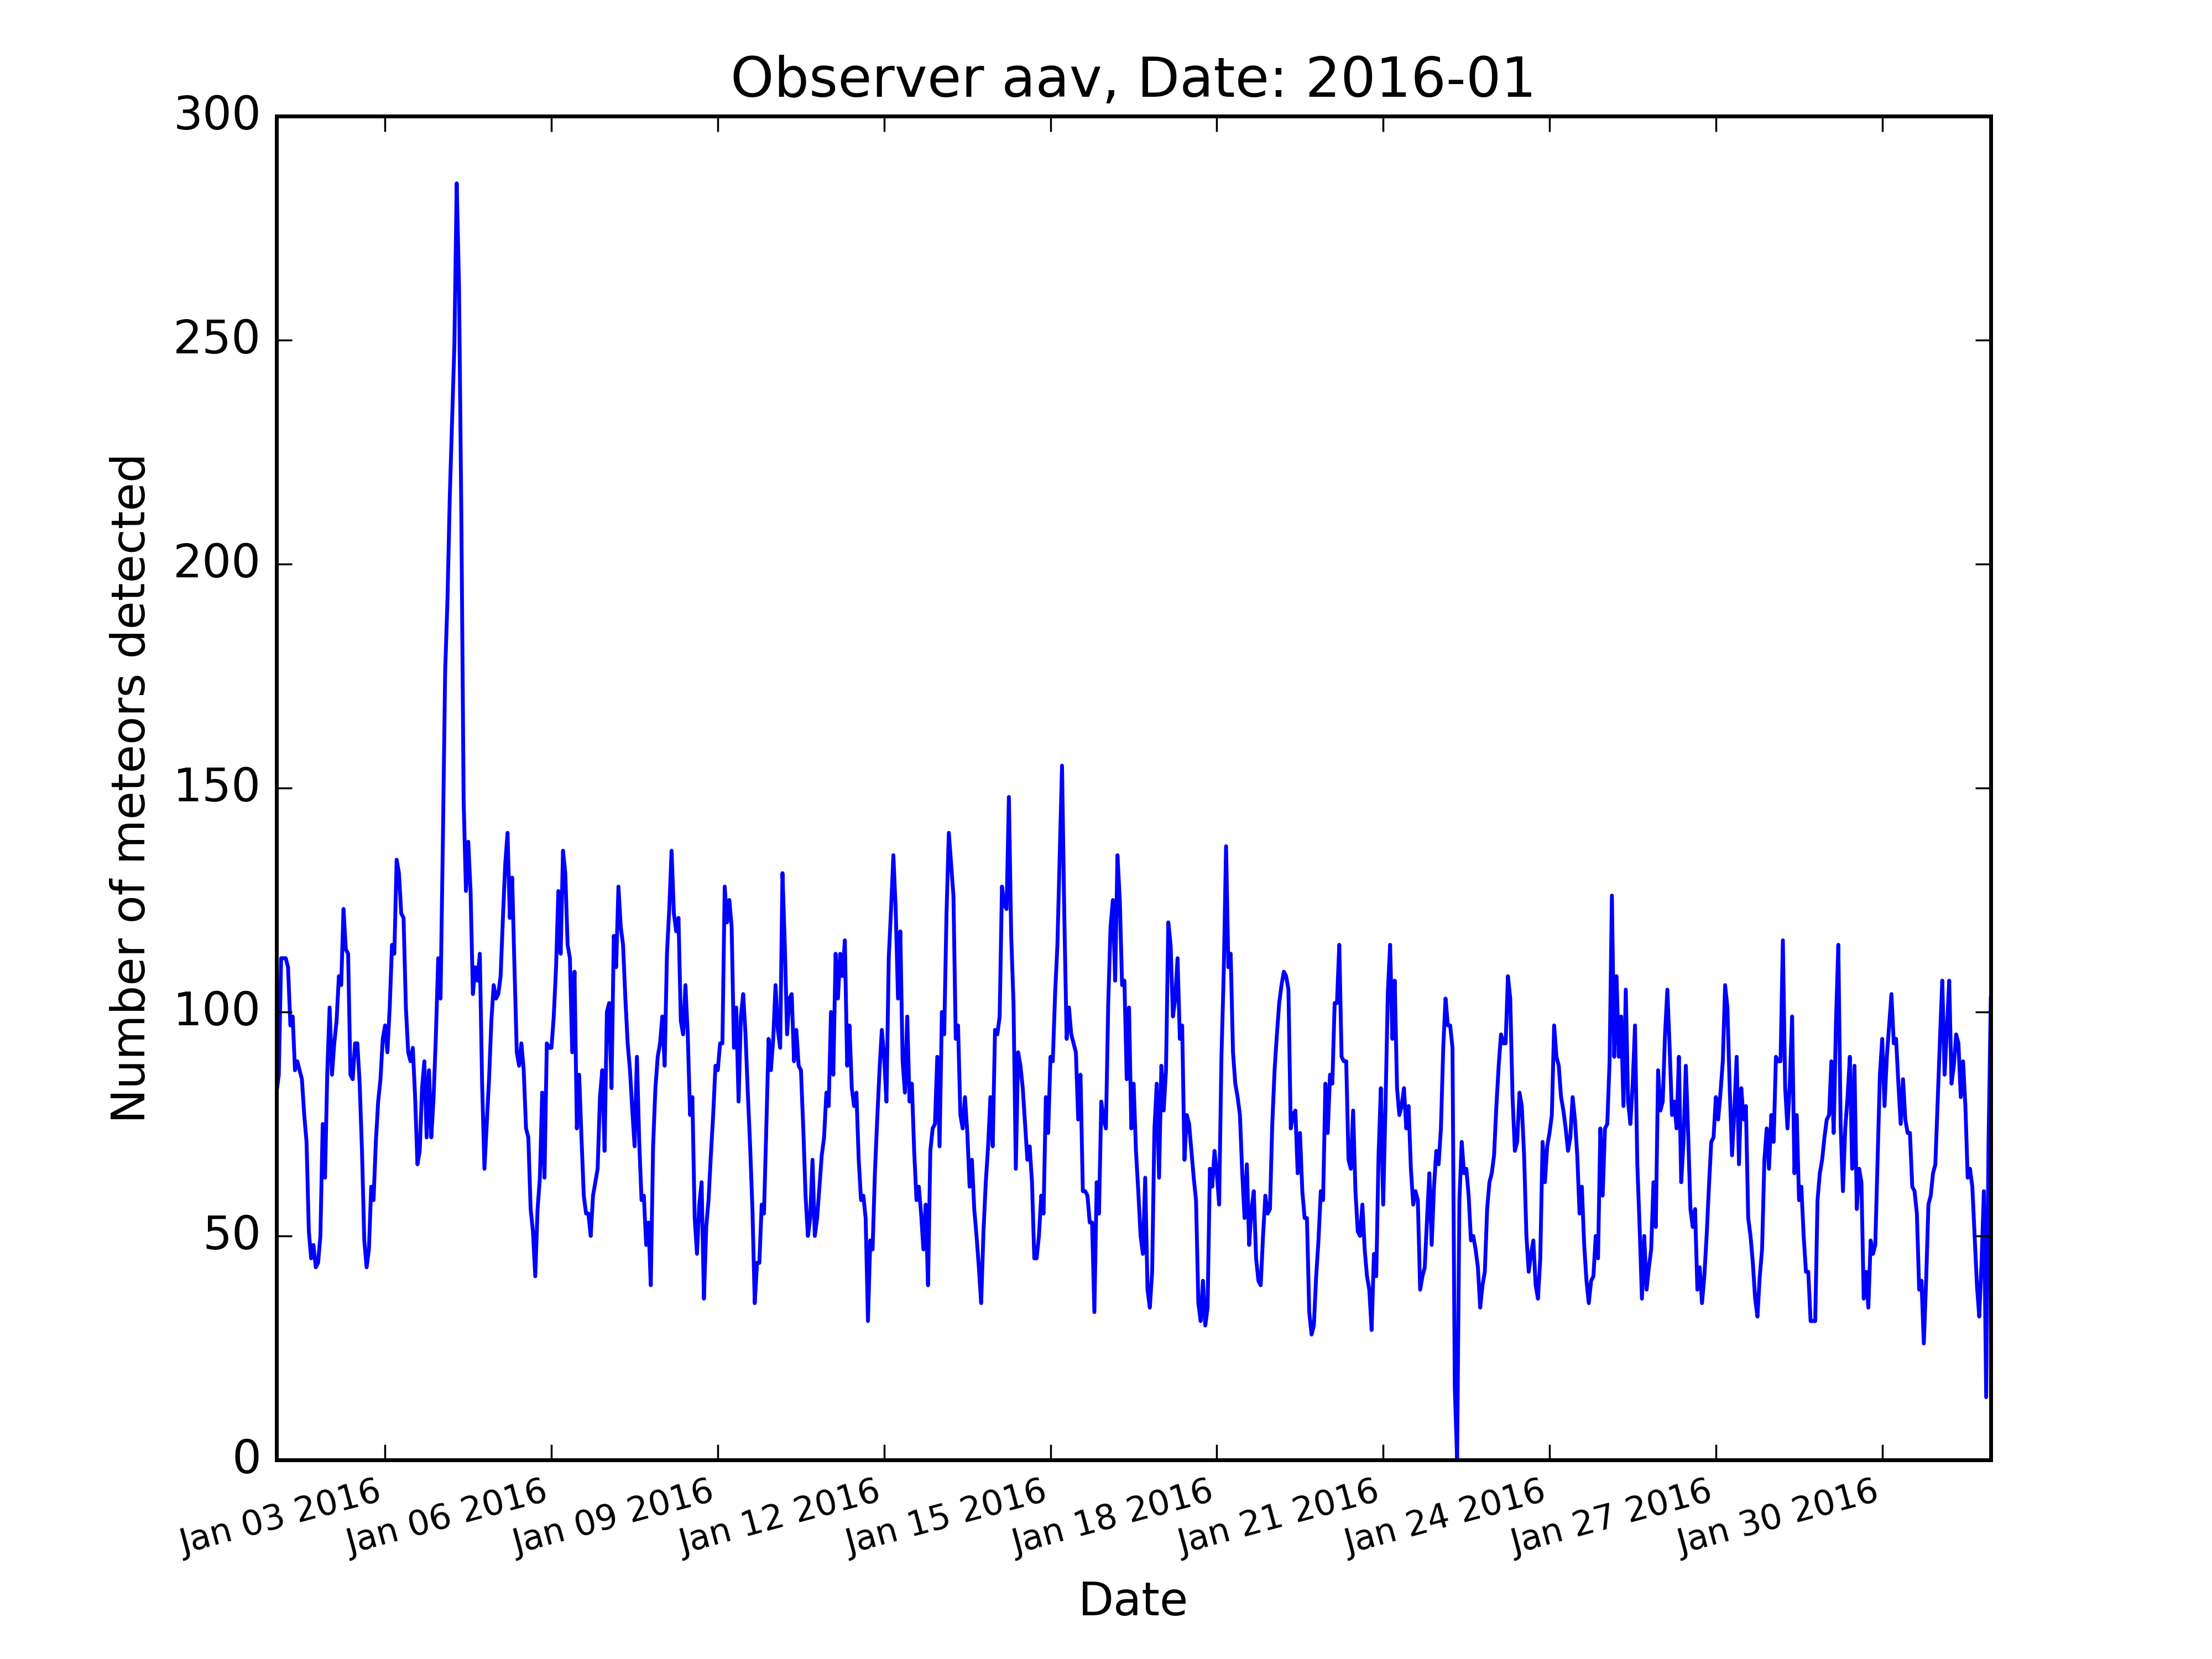 Observer aav, Date: 2016-01
300
250
200
150
100
50
0
Number of meteors detected
Jan 03 2016
Jan 06 2016
Jan 09 2016
Jan 12 2016
Jan 15 2016
Jan 18 2016
Jan 21 2016
Jan 24 2016
Jan 27 2016
Jan 30 2016
Date